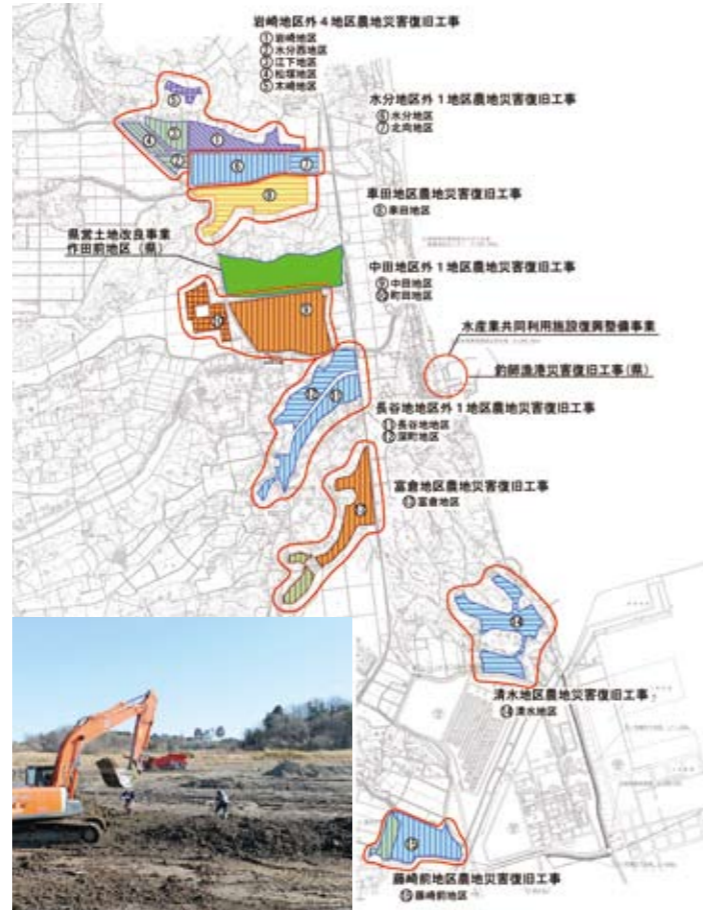 岩崎地区外4地区農地災害復旧工事
①岩崎地区
②水分西地区
③江下地区
④松塚地区
⑤木崎地区
水分地区外1地区農地災害復旧工事
⑥水分地区
⑦北向地区
車田地区農地災害復旧工事
⑧車田地区
県営土地改良事業
作田前地区（県）
中田地区外1地区農地災害復旧工事
⑨中田地区
⑩町田地区
水産業共同利用施設復興整備事業
釣師漁港災害復旧工事(県)
長谷地地区外1地区農地災害復旧工事
⑪長谷地地区
⑫深町地区
富倉地区農地災害復旧工事
⑬富倉地区
清水地区農地災害復旧工事
⑭清水地区
藤崎前地区農地災害復旧工事
⑮藤崎前地区